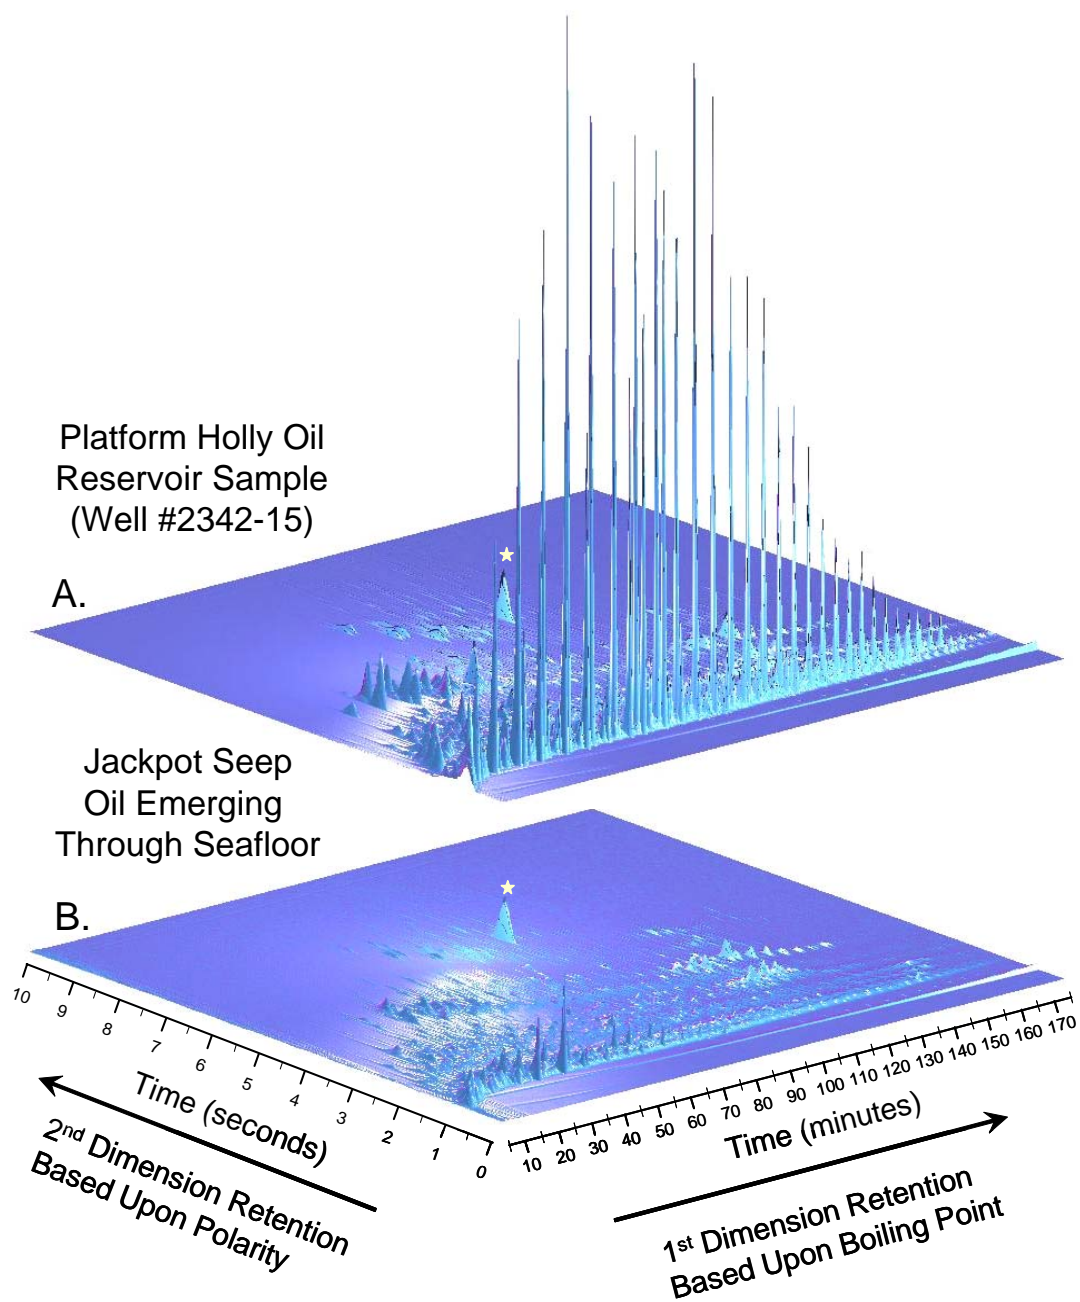 Platform Holly Oil
Reservoir Sample
(Well #2342-15)
A.
Jackpot Seep
Oil Emerging
Through Seafloor
B.
10
9
8
7
6
5
4
3
2
1
0
Time (seconds)
2nd Dimension Retention
Based Upon Polarity
10 20 30 40 50 60 70 80 90 100 110 120 130 140 150 160 170
Time (minutes)
1st Dimension Retention
Based Upon Boiling Point